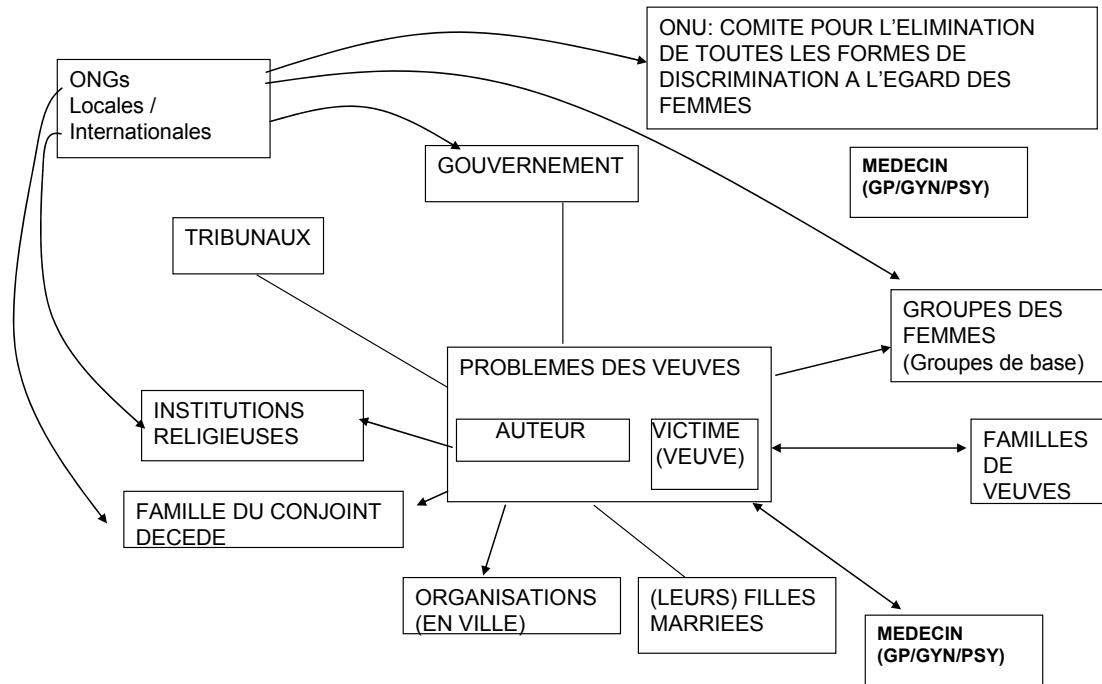 ONU: COMITE POUR L'ELIMINATION
DE TOUTES LES FORMES DE
DISCRIMINATION A L'EGARD DES
FEMMES
ONGs
Locales /
Internationales
GOUVERNEMENT
MEDECIN
(GP/GYN/PSY)
TRIBUNAUX
GROUPES DES
FEMMES
(Groupes de base)
PROBLEMES DES VEUVES
AUTEUR
VICTIME
(VEUVE)
INSTITUTIONS
RELIGIEUSES
FAMILLES
DE
VEUVES
FAMILLE DU CONJOINT
DECEDE
ORGANISATIONS
(EN VILLE)
(LEURS) FILLES
MARRIEES
MEDECIN
(GP/GYN/PSY)